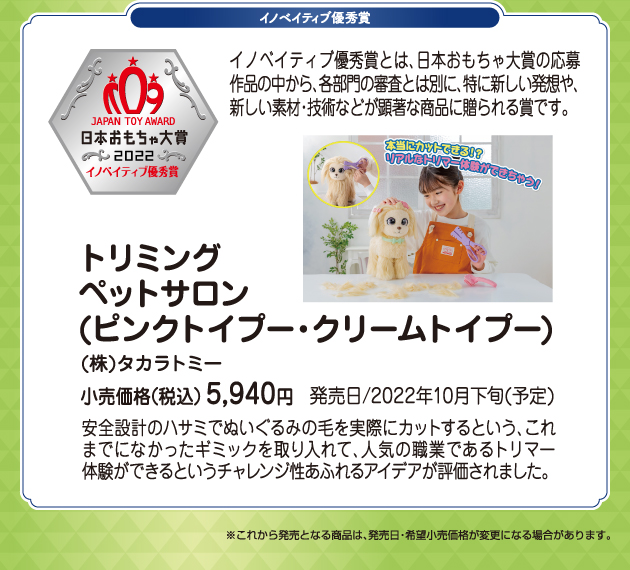 イノベイティブ優秀賞
JAPAN TOY AWARD
日本おもちゃ大賞
2022
イノベイティブ優秀賞
イノベイティブ優秀賞とは、日本おもちゃ大賞の応募
作品の中から、各部門の審査とは別に、特に新しい発想や、
新しい素材・技術などが顕著な商品に贈られる賞です。
本当にカットできる!?
リアルなトリマー体験ができちゃう!
トリミング
ペットサロン
(ピンクトイプー・クリームトイプー)
(株)タカラトミー
小売価格(税込) 5,940円 発売日/2022年10月下旬(予定)
安全設計のハサミでぬいぐるみの毛を実際にカットするという、これ
までになかったギミックを取り入れて、人気の職業であるトリマー
体験ができるというチャレンジ性あふれるアイデアが評価されました。
※これから発売となる商品は、発売日・希望小売価格が変更になる場合があります。